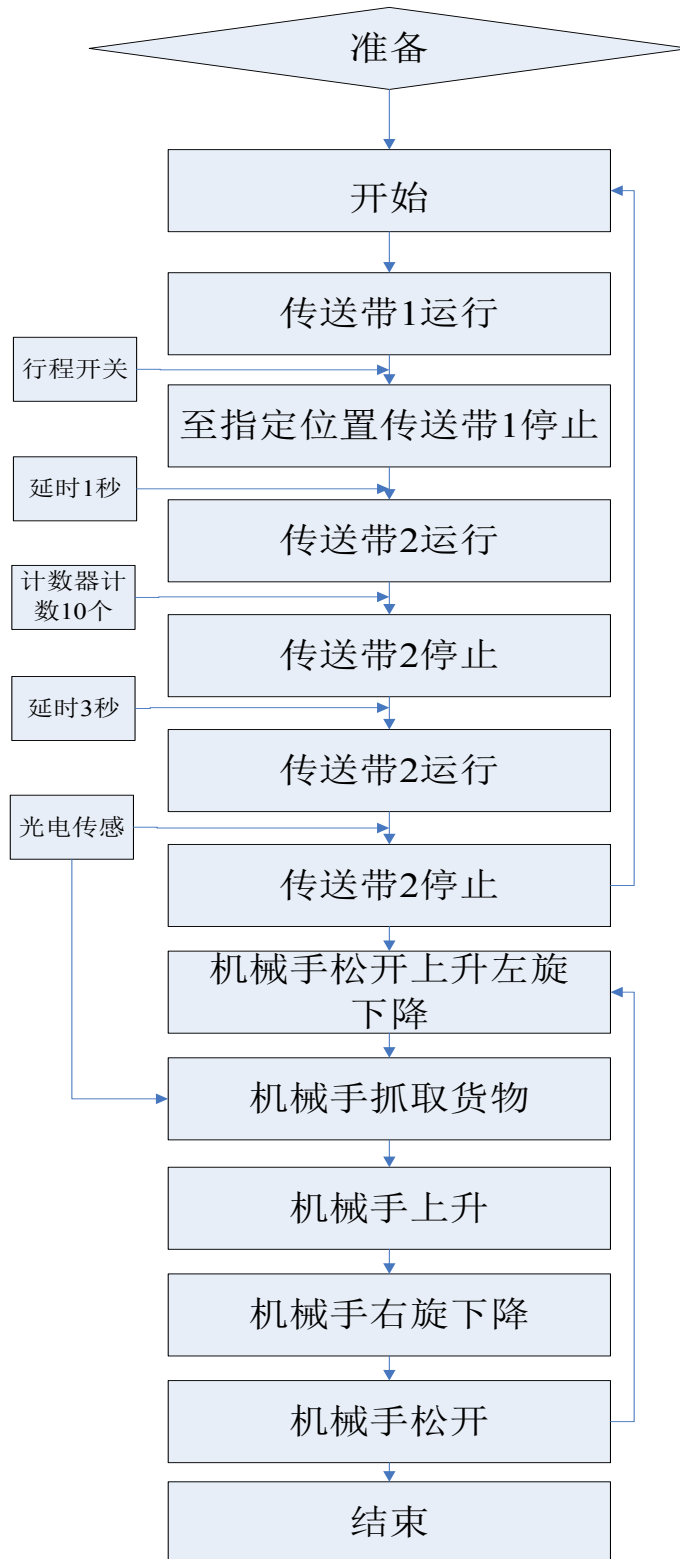 准备
开始
传送带1运行
行程开关
至指定位置传送带1停止
延时1秒
传送带2运行
计数器计
数10个
传送带2停止
延时3秒
传送带2运行
光电传感
传送带2停止
机械手松开上升左旋
下降
机械手抓取货物
机械手上升
机械手右旋下降
机械手松开
结束